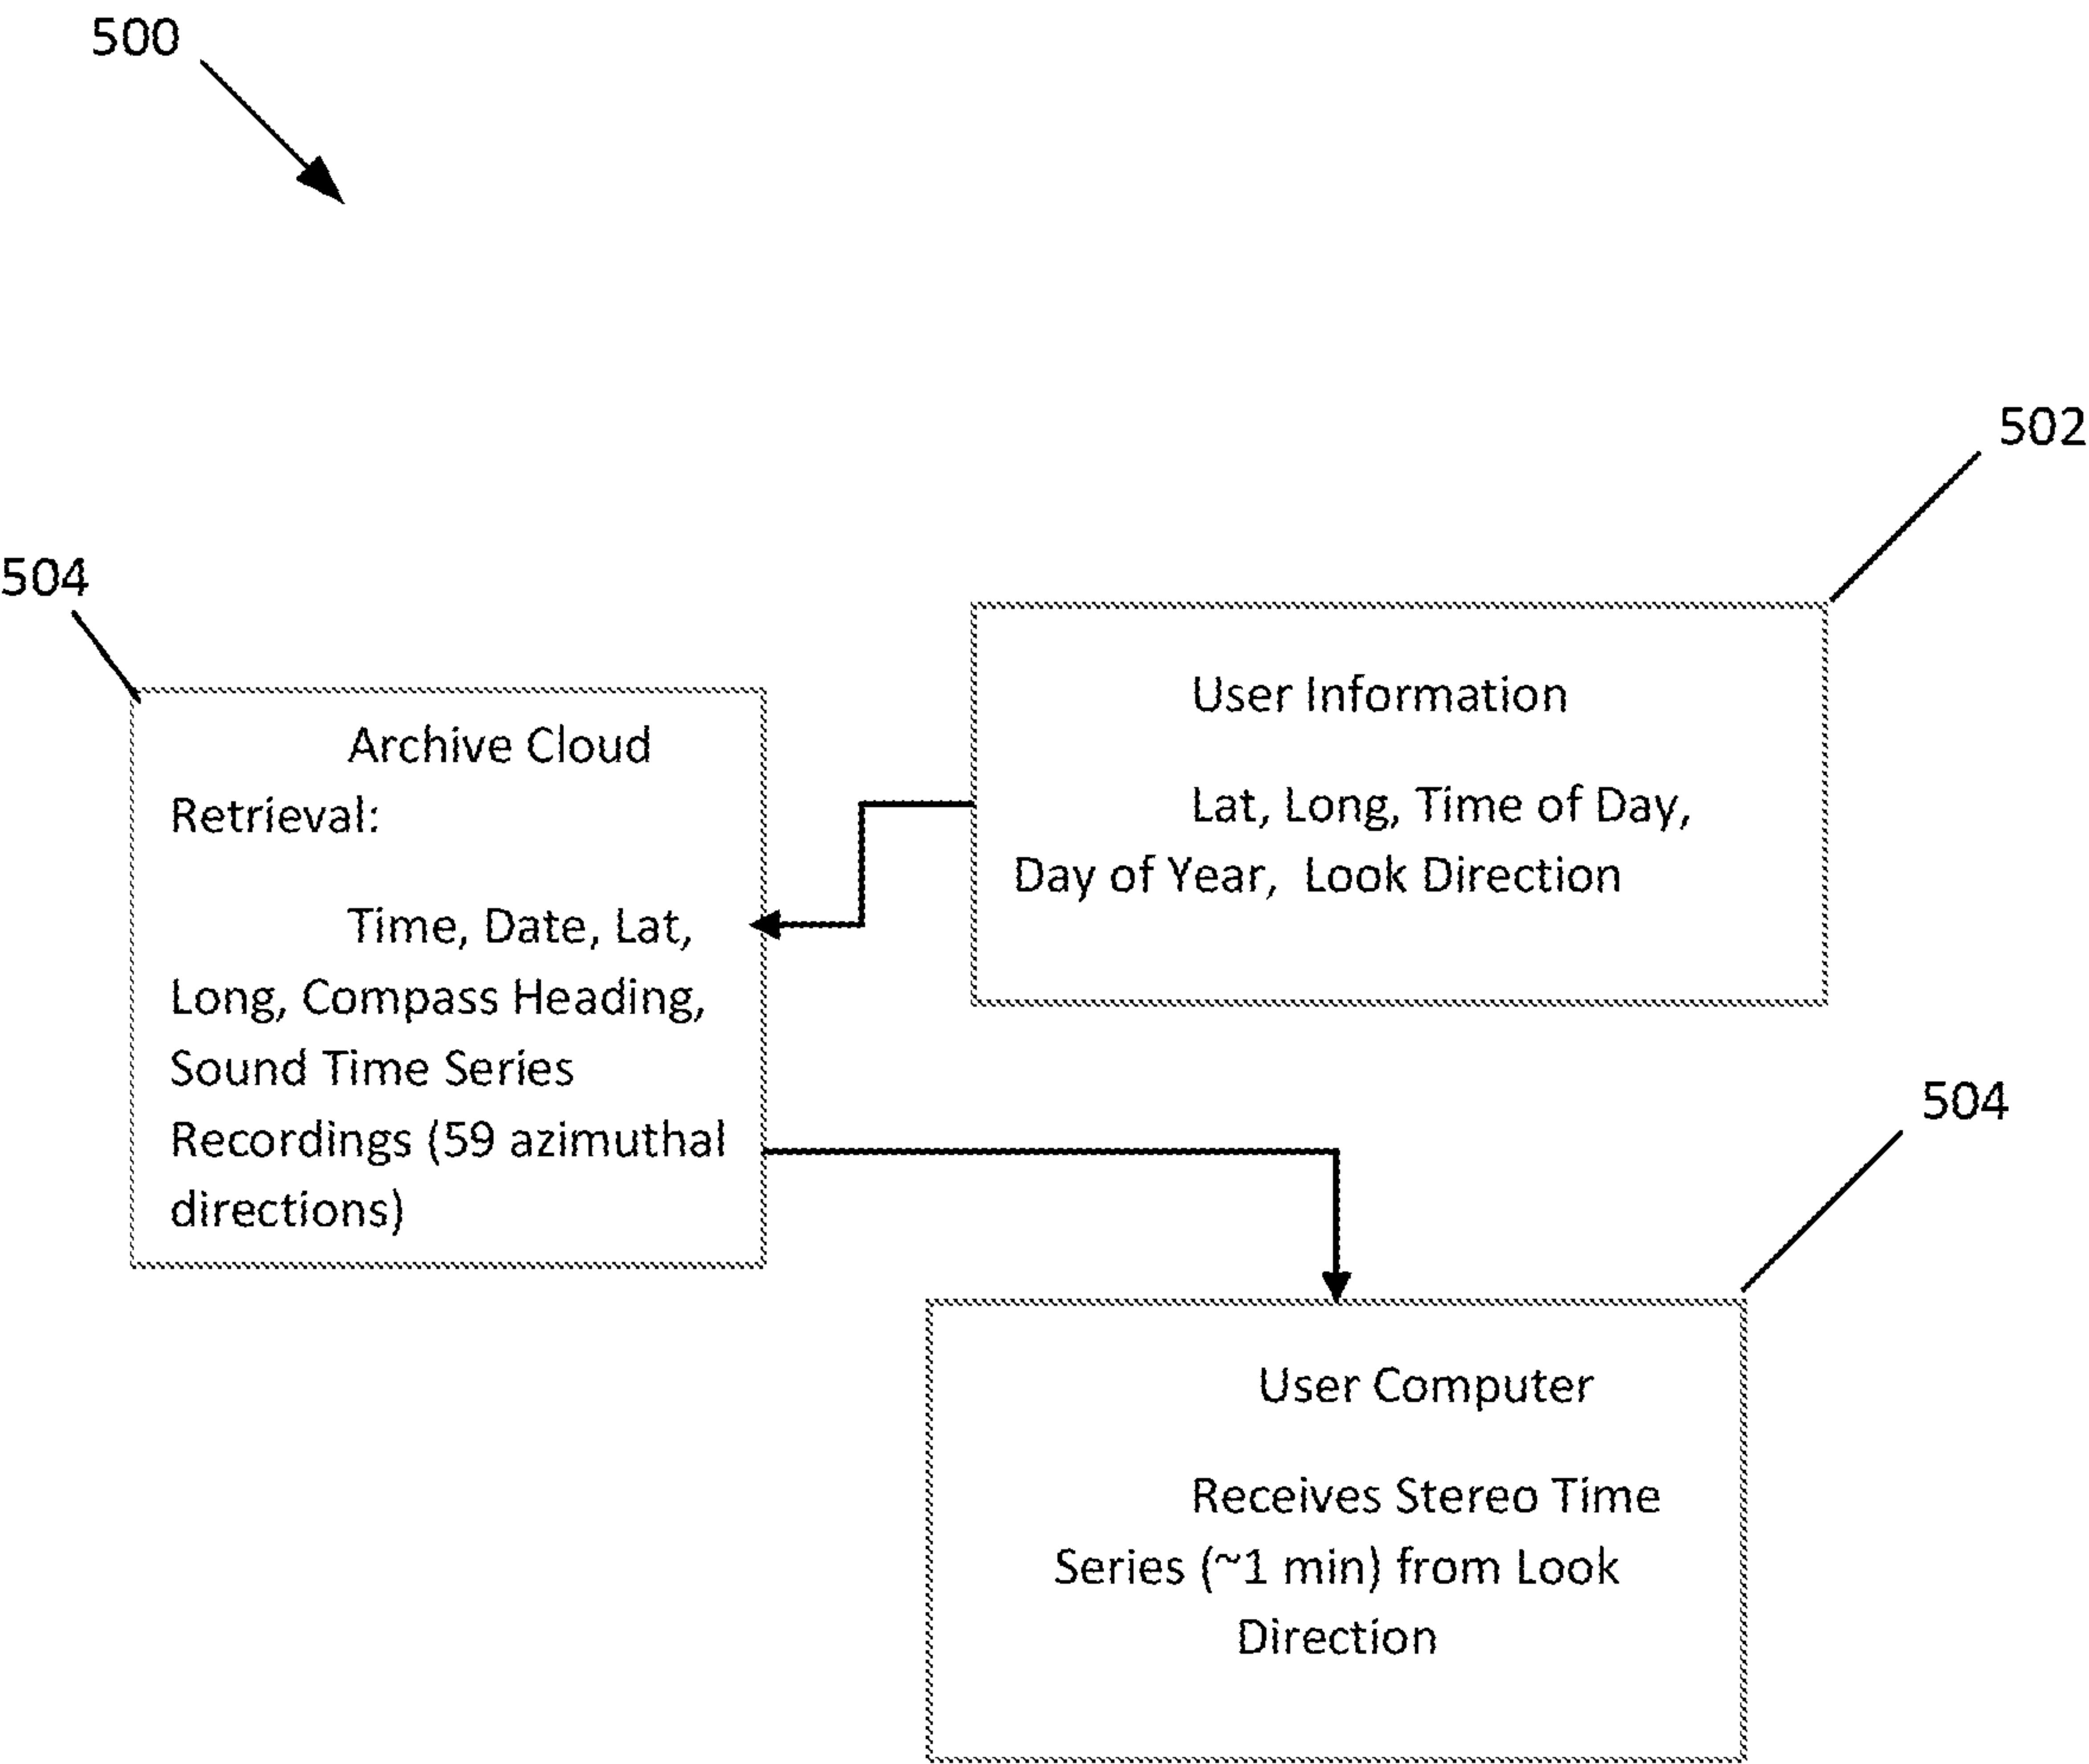 500
502
504
Archive Cloud
Retrieval:
Time, Date, Lat,
Long, Compass Heading,
Sound Time Series
Recordings (59 azimuthal
directions)
User Information
Lat, Long, Time of Day,
Day of Year, Look Direction
504
User Computer
Receives Stereo Time
Series (~1 min) from Look
Direction